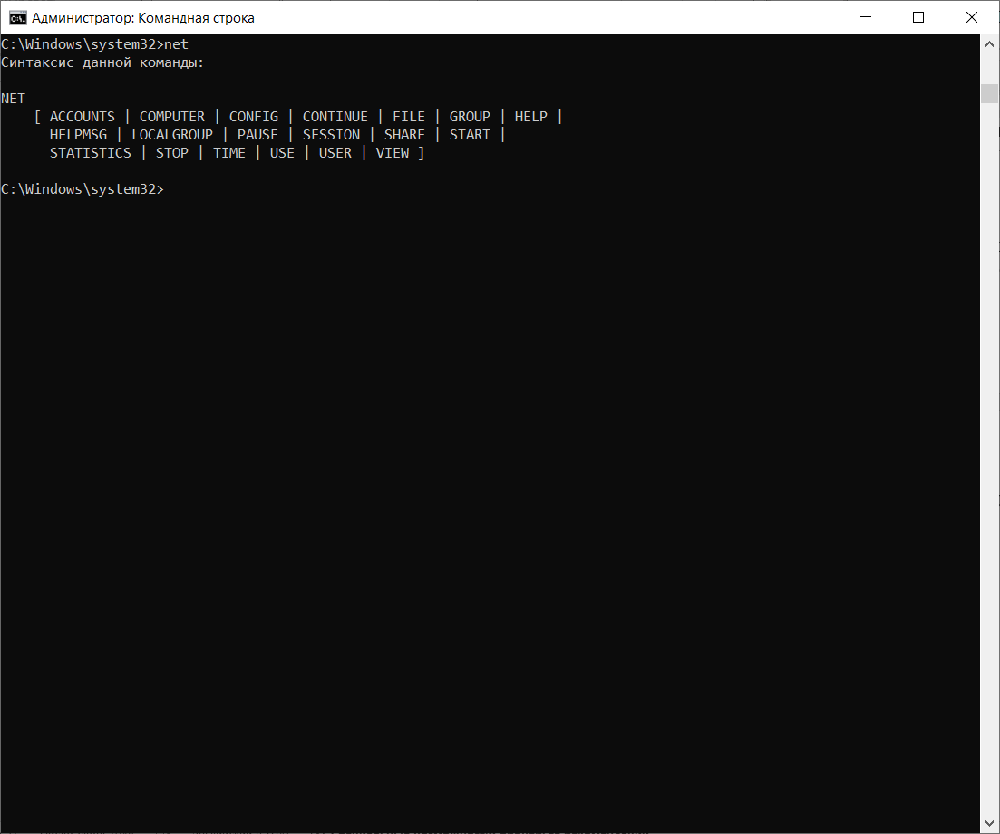 Администратор: Командная строка
C:\Windows\system32>net
Синтаксис данной команды:
NET
[ ACCOUNTS | COMPUTER | CONFIG | CONTINUE | FILE | GROUP | HELP |
HELPMSG | LOCALGROUP | PAUSE | SESSION | SHARE | START |
STATISTICS | STOP | TIME | USE | USER | VIEW ]
C:\Windows\system32>